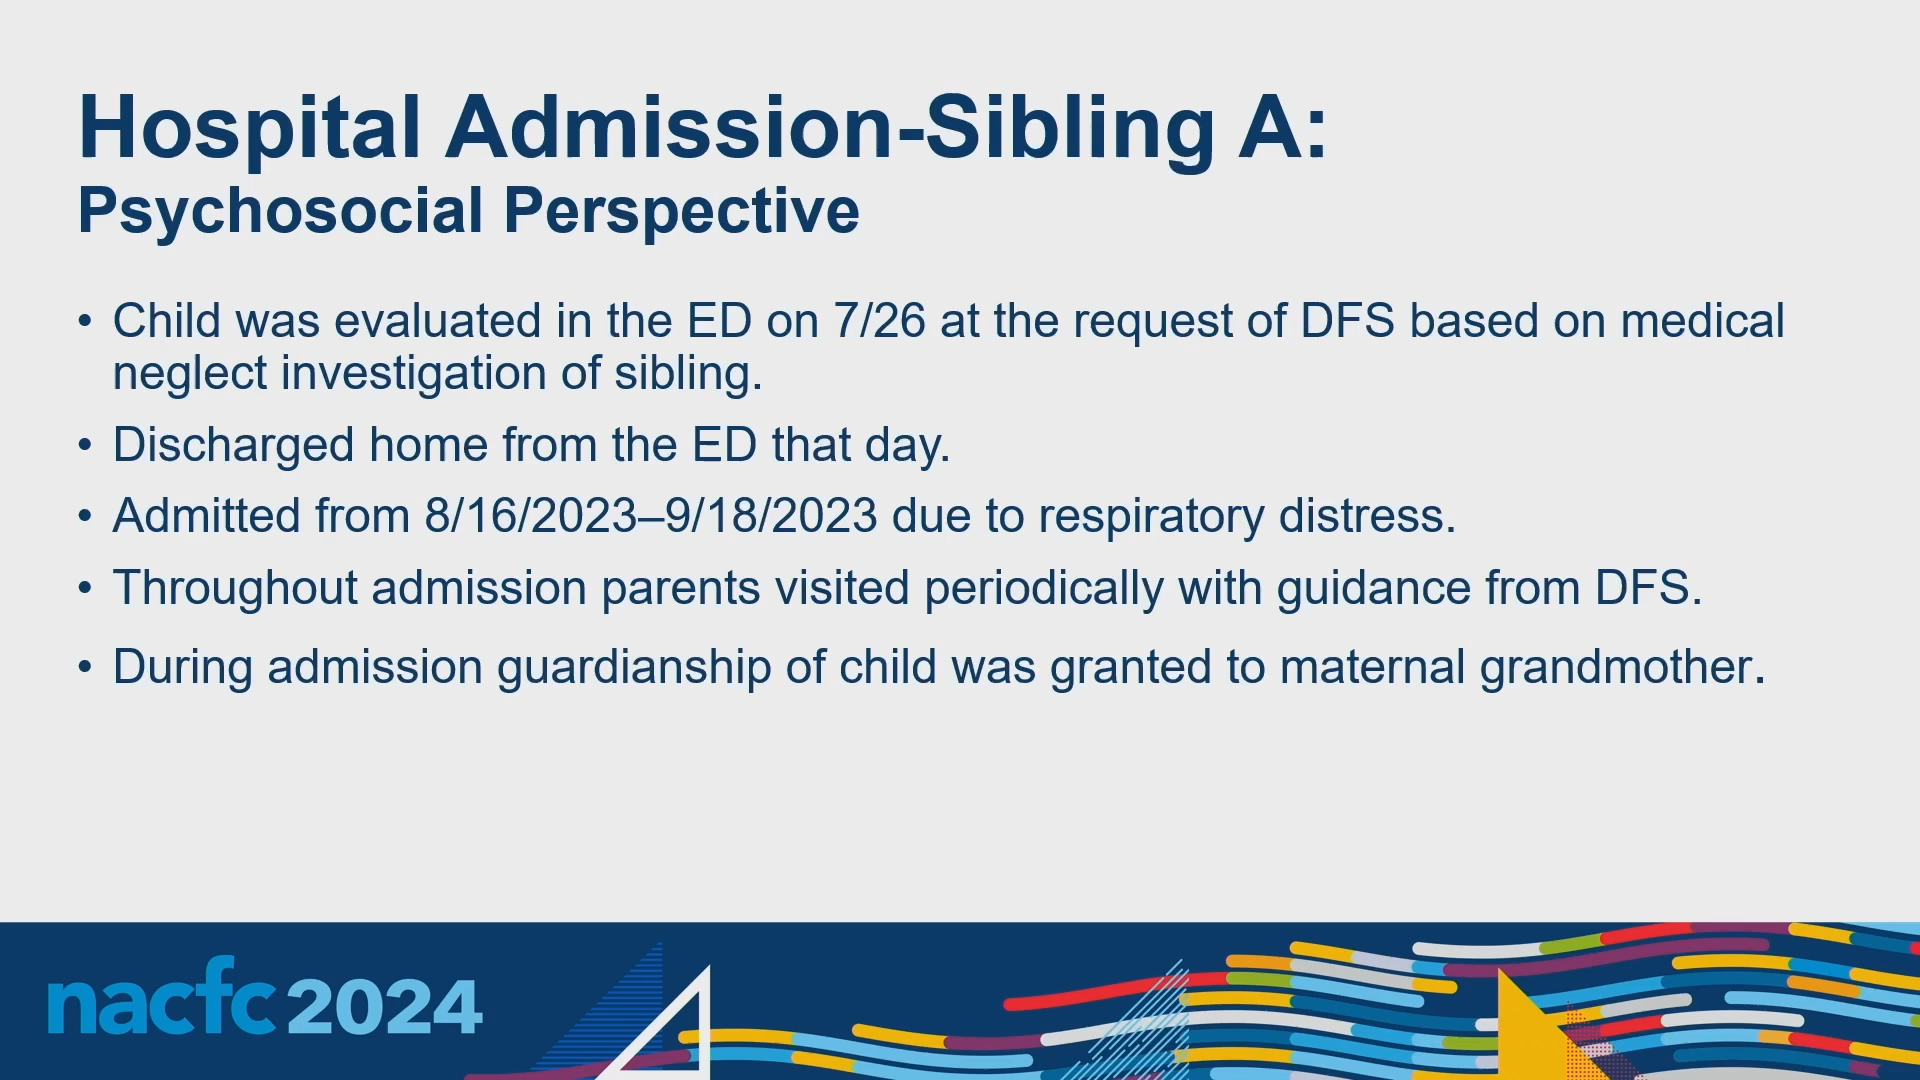 Hospital Admission-Sibling A:
Psychosocial Perspective
• Child was evaluated in the ED on 7/26 at the request of DFS based on medical
neglect investigation of sibling.
• Discharged home from the ED that day.
• Admitted from 8/16/2023–9/18/2023 due to respiratory distress.
• Throughout admission parents visited periodically with guidance from DFS.
• During admission guardianship of child was granted to maternal grandmother.
nacfc 2024